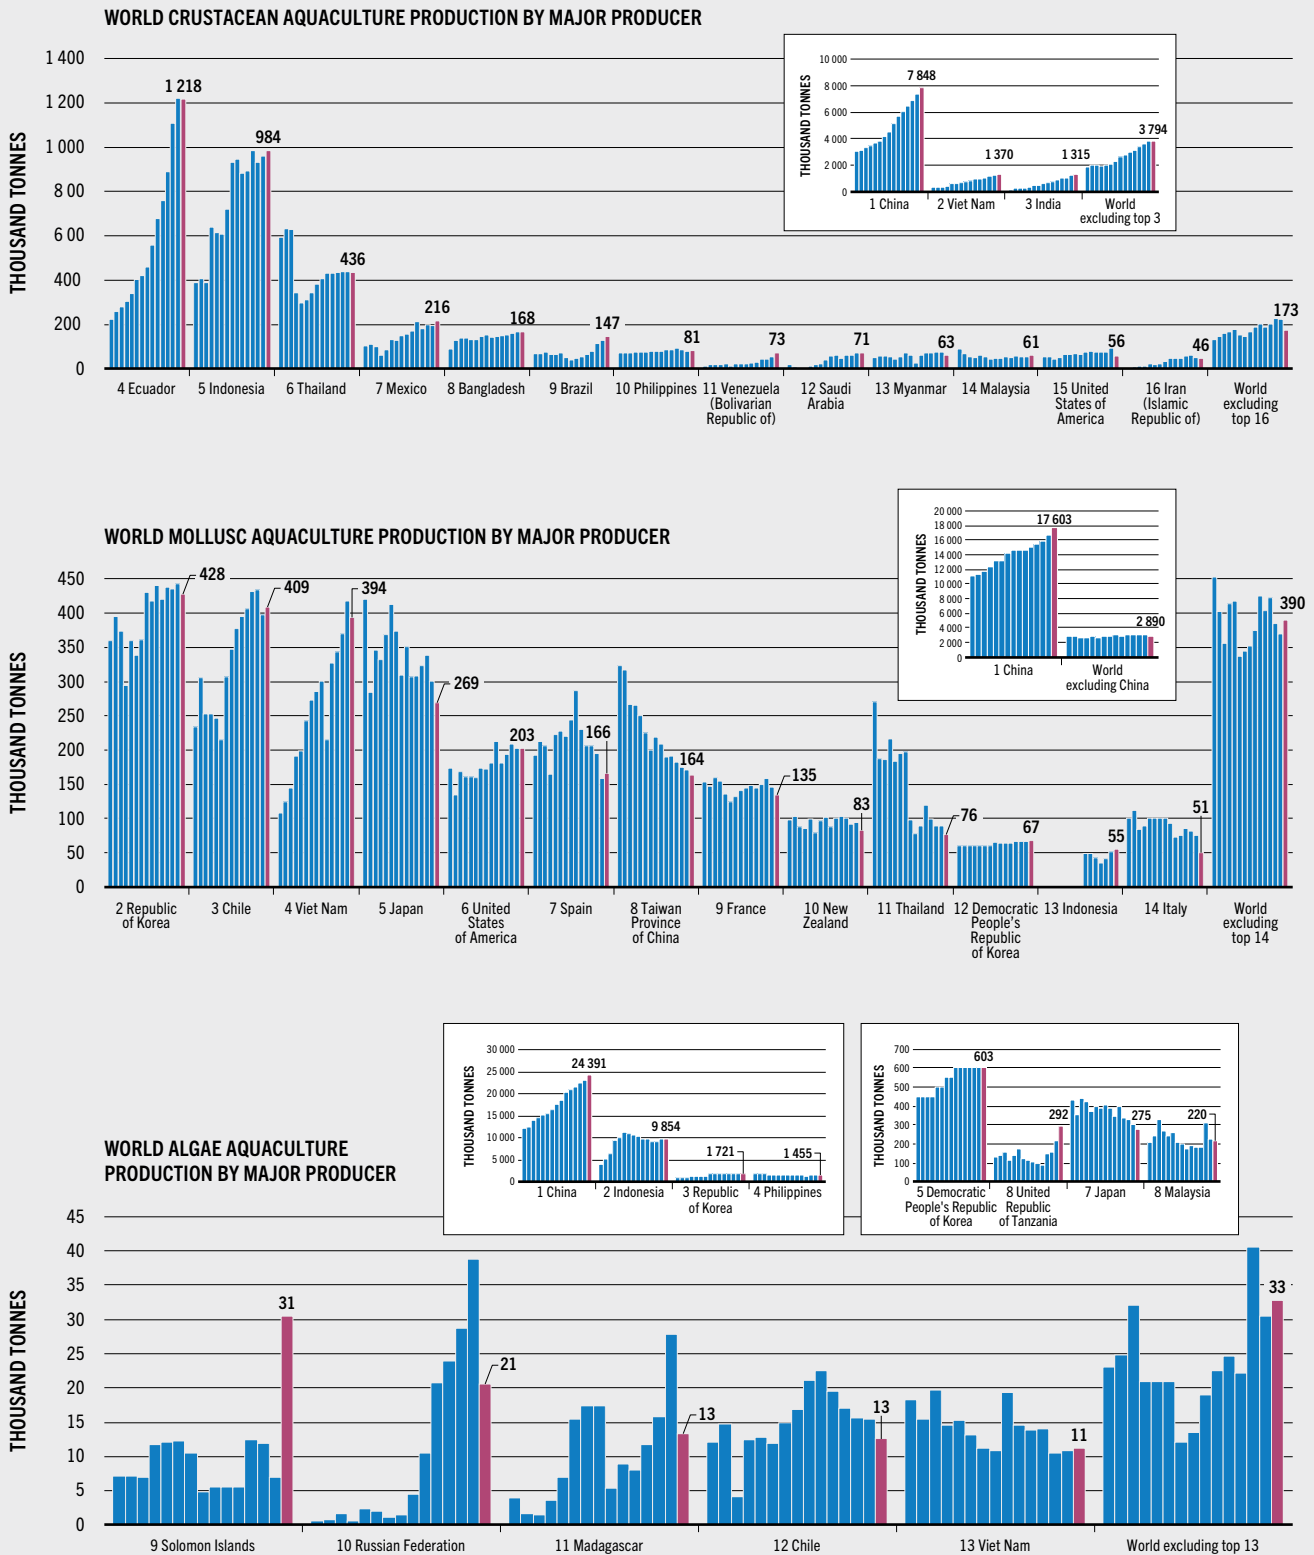 WORLD CRUSTACEAN AQUACULTURE PRODUCTION BY MAJOR PRODUCER
THOUSAND TONNES
1 400
1 200
1 000
8 00
6 00
400
200
0
1 218
984
436
216
168
147
81
73
71
63
61
56
46
173
4 Ecuador
5 Indonesia
6 Thailand
7 Mexico
8 Bangladesh
9 Brazil
10 Philippines
11 Venezuela
(Bolivarian
Republic of)
12 Saudi
Arabia
13 Myanmar
14 Malaysia
15 United
States of
America
16 Iran
(Islamic
Republic of)
World
excluding
top 16
THOUSAND TONNES
10 000
8 000
6 000
4 000
2 000
0
7 848
1 370
1 315
3 794
1 China
2 Viet Nam
3 India
World
excluding top 3
WORLD MOLLUSC AQUACULTURE PRODUCTION BY MAJOR PRODUCER
THOUSAND TONNES
450
400
350
300
250
200
150
100
50
0
428
409
394
269
203
166
164
135
83
76
67
55
51
390
2 Republic
of Korea
3 Chile
4 Viet Nam
5 Japan
6 United
States
of America
7 Spain
8 Taiwan
Province
of China
9 France
10 New
Zealand
11 Thailand
12 Democratic
People's
Republic
of Korea
13 Indonesia
14 Italy
World
excluding
top 14
THOUSAND TONNES
20 000
18 000
16 000
14 000
12 000
10 000
8 000
6 000
4 000
2 000
0
17 603
2 890
1 China
World
excluding China
WORLD ALGAE AQUACULTURE
PRODUCTION BY MAJOR PRODUCER
THOUSAND TONNES
30 000
25 000
20 000
15 000
10 000
5 000
0
24 391
9 854
1 721
1 455
1 China
2 Indonesia
3 Republic
of Korea
4 Philippines
THOUSAND TONNES
700
600
500
400
300
200
100
0
603
292
275
220
5 Democratic
People's Republic
of Korea
8 United
Republic
of Tanzania
7 Japan
8 Malaysia
THOUSAND TONNES
45
40
35
30
25
20
15
10
5
0
31
21
13
13
11
33
9 Solomon Islands
10 Russian Federation
11 Madagascar
12 Chile
13 Viet Nam
World excluding top 13